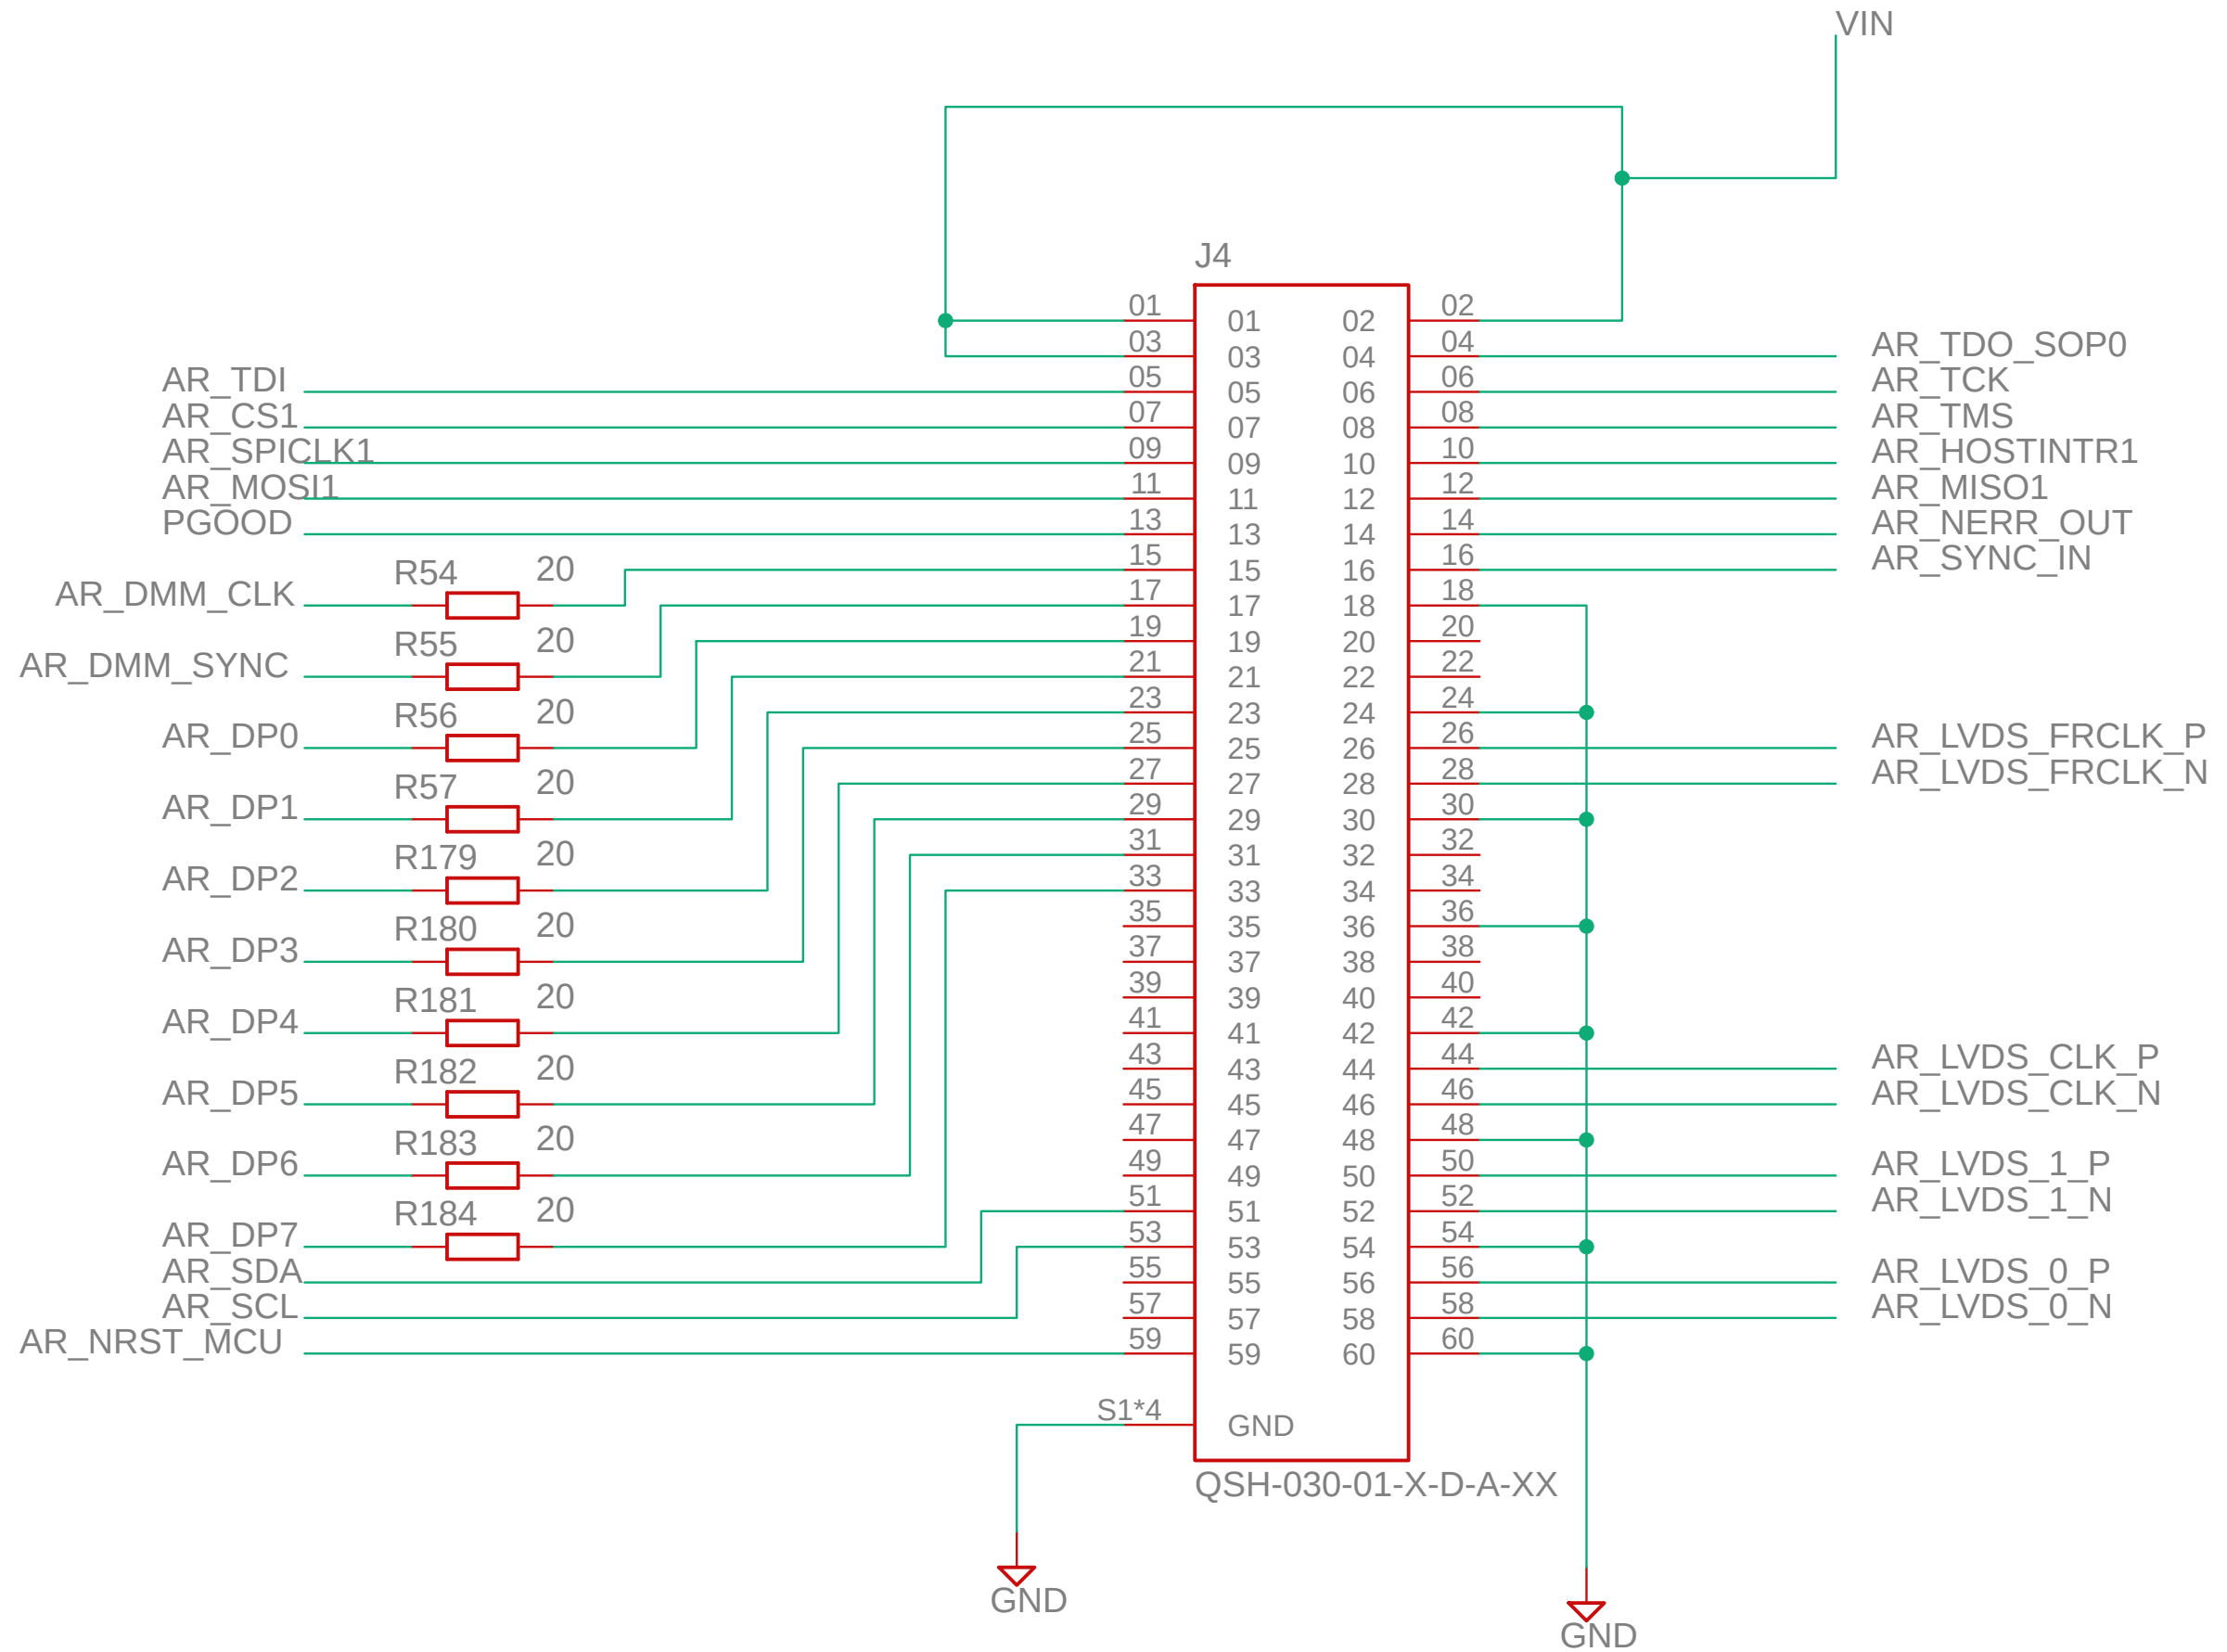 VIN
J4
01 01 02 02
03 03 04 04 AR_TDO_SOP0
AR_TDI 05 05 06 06 AR_TCK
AR_CS1 07 07 08 08 AR_TMS
AR_SPICLK1 09 09 10 10 AR_HOSTINTR1
AR_MOSI1 11 11 12 12 AR_MISO1
PGOOD 13 13 14 14 AR_NERR_OUT
15 15 16 16 AR_SYNC_IN
R54 20
AR_DMM_CLK 17 17 18 18
19 19 20 20
R55 20
AR_DMM_SYNC 21 21 22 22
23 23 24 24
R56 20
AR_DP0 25 25 26 26 AR_LVDS_FRCLK_P
27 27 28 28 AR_LVDS_FRCLK_N
R57 20
AR_DP1 29 29 30 30
31 31 32 32
R179 20
AR_DP2 33 33 34 34
35 35 36 36
R180 20
AR_DP3 37 37 38 38
39 39 40 40
R181 20
AR_DP4 41 41 42 42
43 43 44 44 AR_LVDS_CLK_P
R182 20
AR_DP5 45 45 46 46 AR_LVDS_CLK_N
47 47 48 48
R183 20
AR_DP6 49 49 50 50 AR_LVDS_1_P
51 51 52 52 AR_LVDS_1_N
R184 20
AR_DP7 53 53 54 54
AR_SDA 55 55 56 56 AR_LVDS_0_P
AR_SCL 57 57 58 58 AR_LVDS_0_N
AR_NRST_MCU 59 59 60 60
S1*4 GND
QSH-030-01-X-D-A-XX
GND
GND